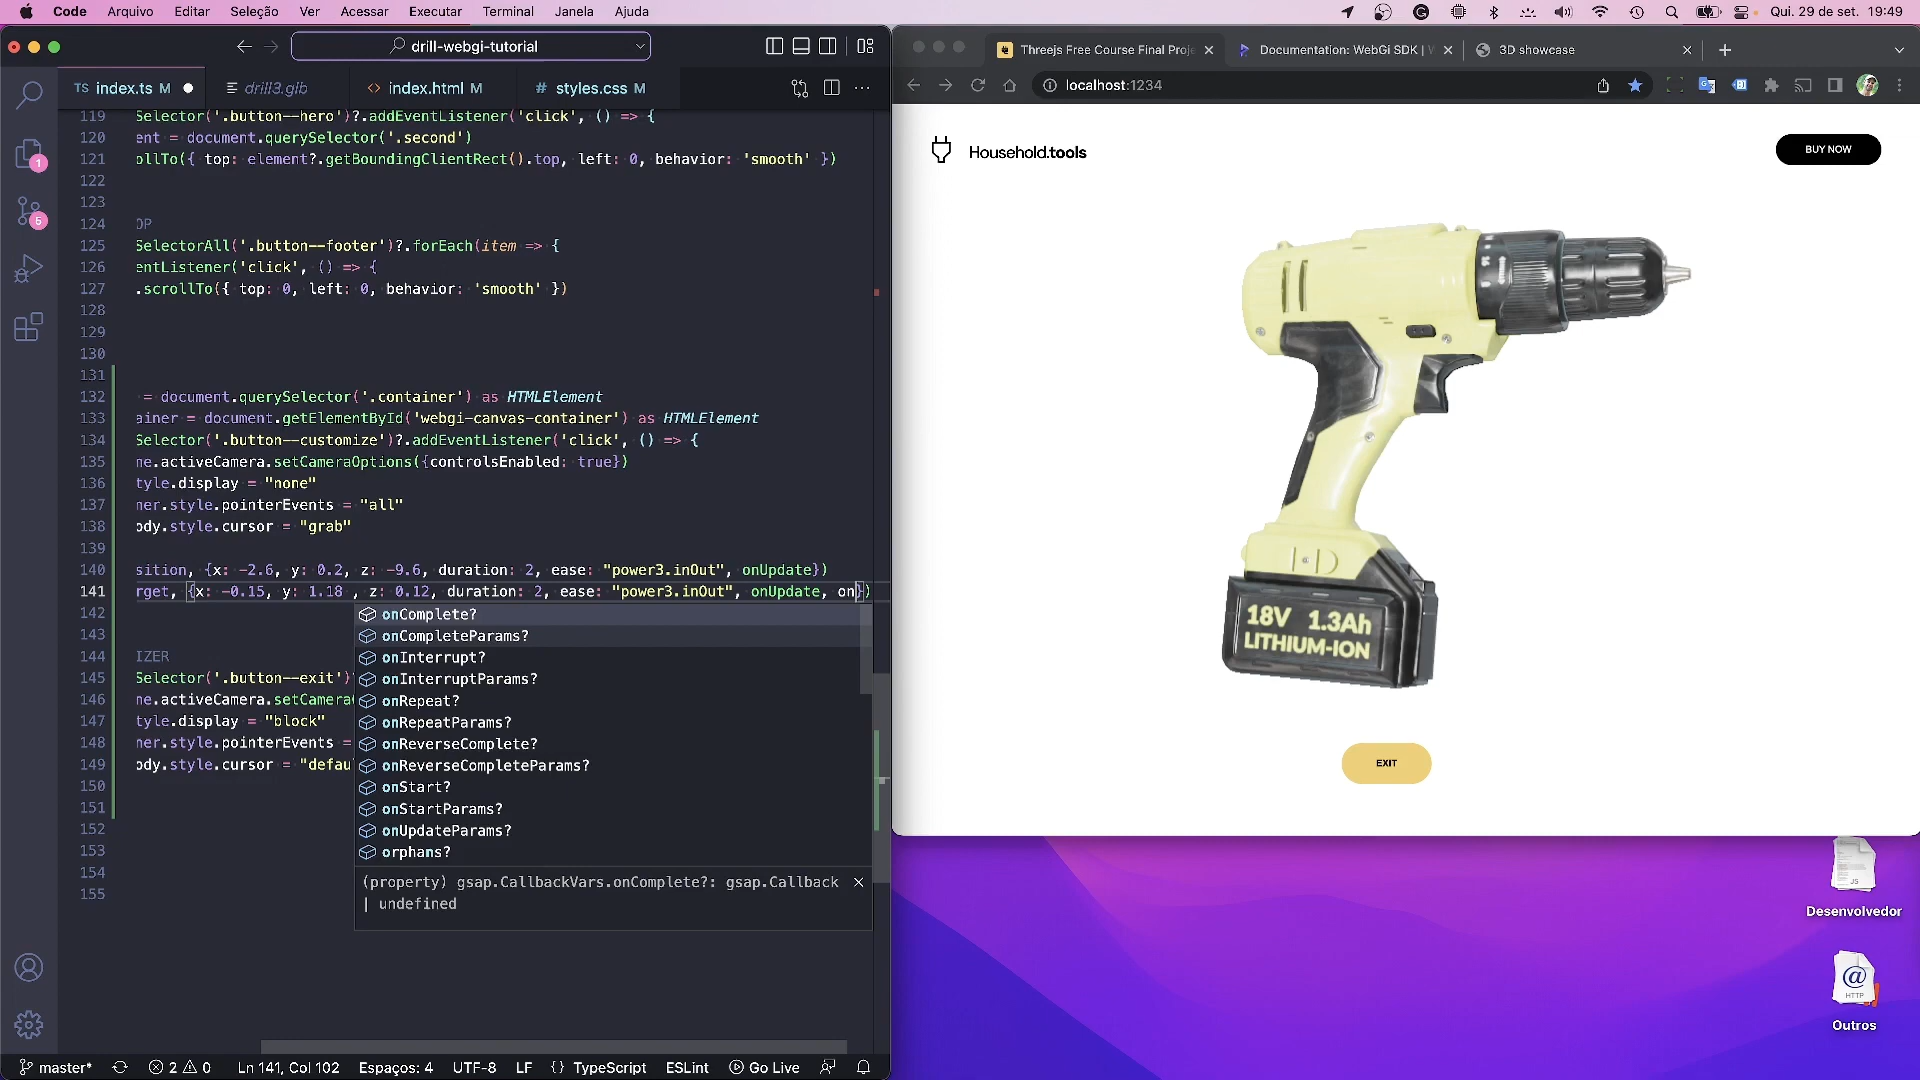 Code Arquivo Editar Seleção Ver Acessar Executar Terminal Janela Ajuda
Qui. 29 de set. 19:49
drill-webgi-tutorial
TS index.ts M
drill3.glb
index.html M
# styles.css M
119 Selector('.button--hero')?.addEventListener('click', () => {
120 ent = document.querySelector('.second')
121 ollTo({ top: element?.getBoundingClientRect().top, left: 0, behavior: 'smooth' })
122
123
124 OP
125 SelectorAll('.button--footer')?.forEach(item => {
126 entListener('click', () => {
127 .scrollTo({ top: 0, left: 0, behavior: 'smooth' })
128
129
130
131
132 = document.querySelector('.container') as HTMLElement
133 ainer = document.getElementById('webgi-canvas-container') as HTMLElement
134 Selector('.button--customize')?.addEventListener('click', () => {
135 ne.activeCamera.setCameraOptions({controlsEnabled: true})
136 tyle.display = "none"
137 ner.style.pointerEvents = "all"
138 ody.style.cursor = "grab"
139
140 sition, {x: -2.6, y: 0.2, z: -9.6, duration: 2, ease: "power3.inOut", onUpdate})
141 rget, {x: -0.15, y: 1.18 , z: 0.12, duration: 2, ease: "power3.inOut", onUpdate, on})
142
143
144 IZER
145 Selector('.button--exit')
146 ne.activeCamera.setCamera
147 tyle.display = "block"
148 ner.style.pointerEvents =
149 ody.style.cursor = "defau
150
151
152
153
154
155
onComplete?
onCompleteParams?
onInterrupt?
onInterruptParams?
onRepeat?
onRepeatParams?
onReverseComplete?
onReverseCompleteParams?
onStart?
onStartParams?
onUpdateParams?
orphans?
(property) gsap.CallbackVars.onComplete?: gsap.Callback
| undefined
1
5
master* 2 0 Ln 141, Col 102 Espaços: 4 UTF-8 LF {} TypeScript ESLint Go Live
Threejs Free Course Final Proje
Documentation: WebGi SDK | W
3D showcase
localhost:1234
Household.tools
BUY NOW
18V 1.3Ah
LITHIUM-ION
EXIT
JS
Desenvolvedor
@
HTTP
Outros